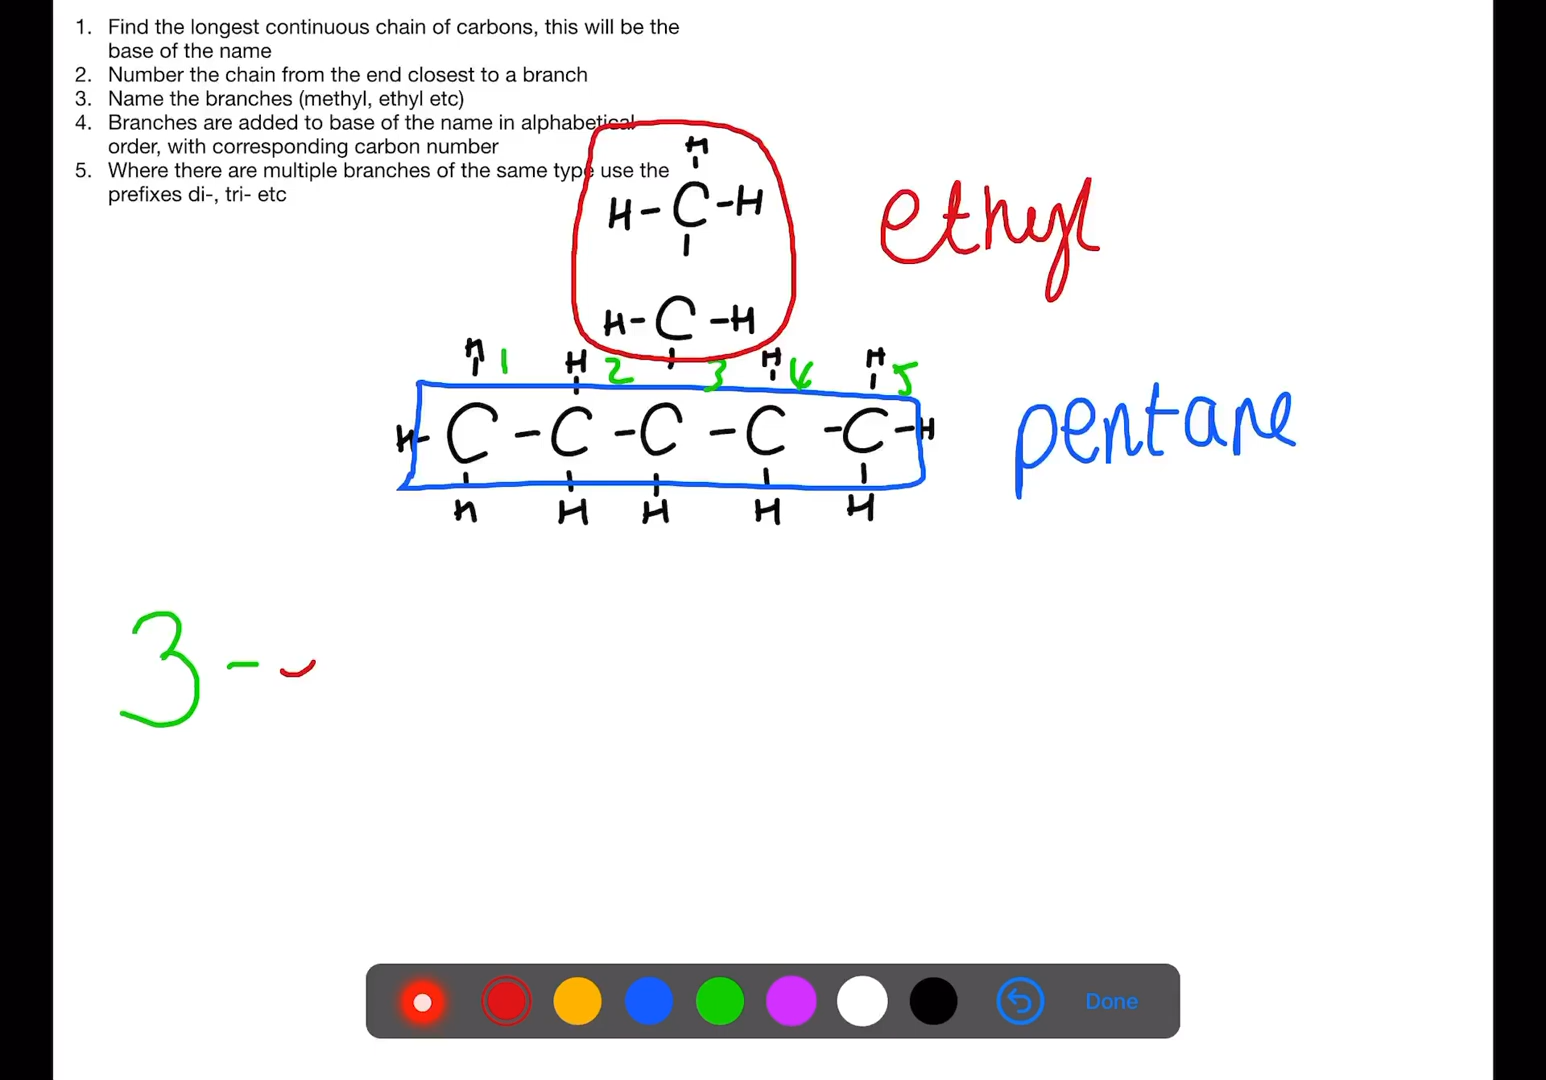 1. Find the longest continuous chain of carbons, this will be the
base of the name
2. Number the chain from the end closest to a branch
3. Name the branches (methyl, ethyl etc)
4. Branches are added to base of the name in alphabetical
order, with corresponding carbon number
5. Where there are multiple branches of the same type use the
prefixes di-, tri- etc
H
H-C-H
ethyl
H-C-H
H 1 H 2 3 H 4 H 5
H-C-C-C-C-C-H
pentane
H H H H H
3-
Done